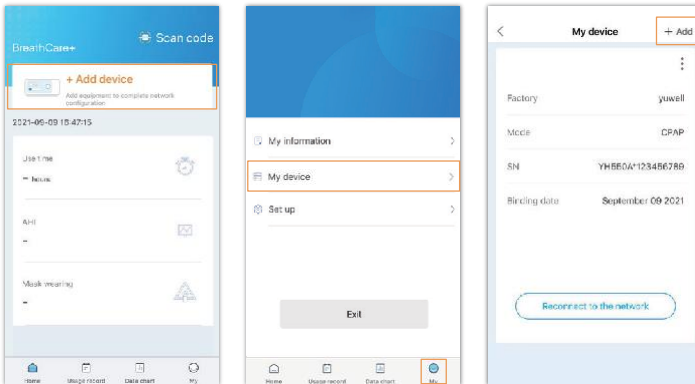 Scan code
BreathCare+
+ Add device
Add equipment to complete network
configuration
2021-09-09 15:47:15
Use time
-- hours
AHI
--
Mask wearing
--
Home
Usage record
Data chart
My
My information
My device
Set up
Exit
Home
Usage record
Data chart
My
My device
+ Add
Factory
yuwell
Mode
CPAP
SN
YH550A*123456789
Binding date
September 09 2021
Reconnect to the network